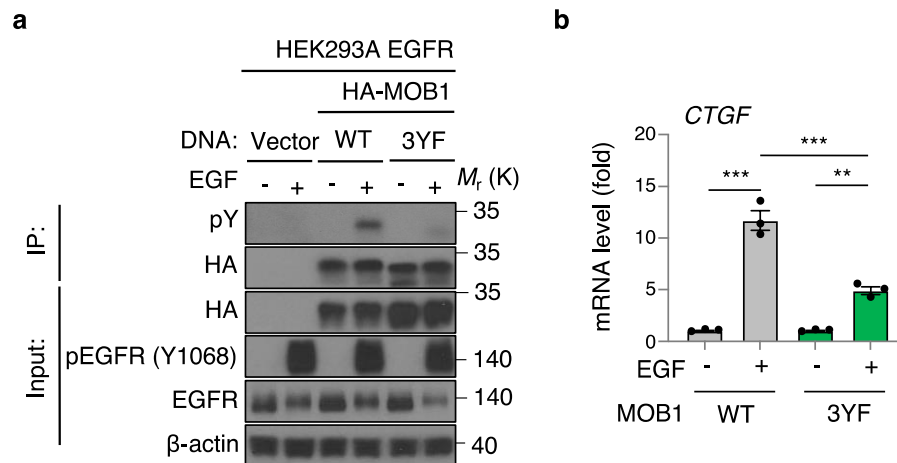 a
HEK293A EGFR
HA-MOB1
DNA: Vector WT 3YF
EGF - + - + - + Mr (K)
IP:
pY 35
HA 35
Input:
HA 35
pEGFR (Y1068) 140
EGFR 140
β-actin 40
b
CTGF
mRNA level (fold)
20
15
10
5
0
***
*** **
EGF - + - +
MOB1 WT 3YF